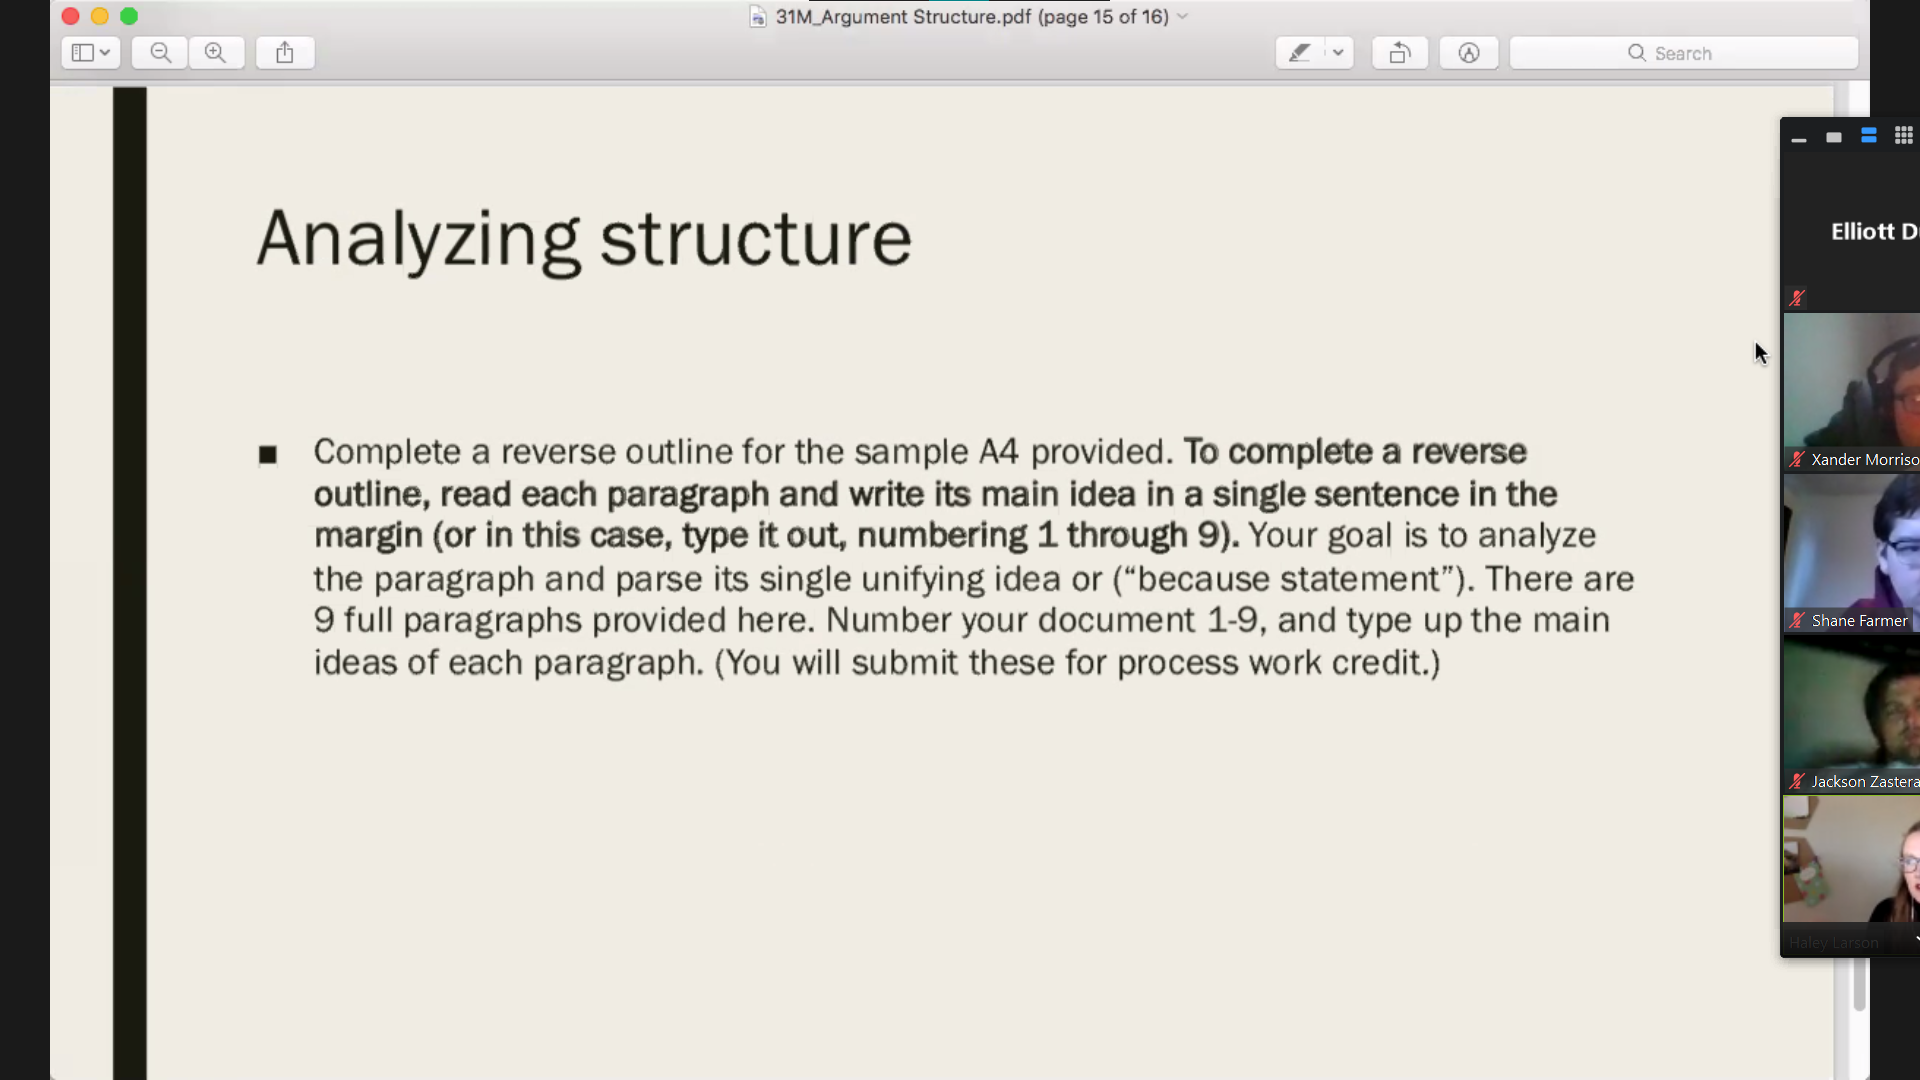 31M_Argument Structure.pdf (page 15 of 16)
Search
Analyzing structure
■ Complete a reverse outline for the sample A4 provided. To complete a reverse
outline, read each paragraph and write its main idea in a single sentence in the
margin (or in this case, type it out, numbering 1 through 9). Your goal is to analyze
the paragraph and parse its single unifying idea or (“because statement”). There are
9 full paragraphs provided here. Number your document 1-9, and type up the main
ideas of each paragraph. (You will submit these for process work credit.)
Elliott D
Xander Morriso
Shane Farmer
Jackson Zastera
Haley Larson